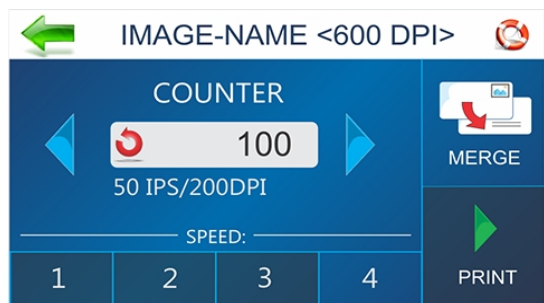 IMAGE-NAME <600 DPI>
COUNTER
100
50 IPS/200DPI
SPEED:
1 2 3 4
MERGE
PRINT